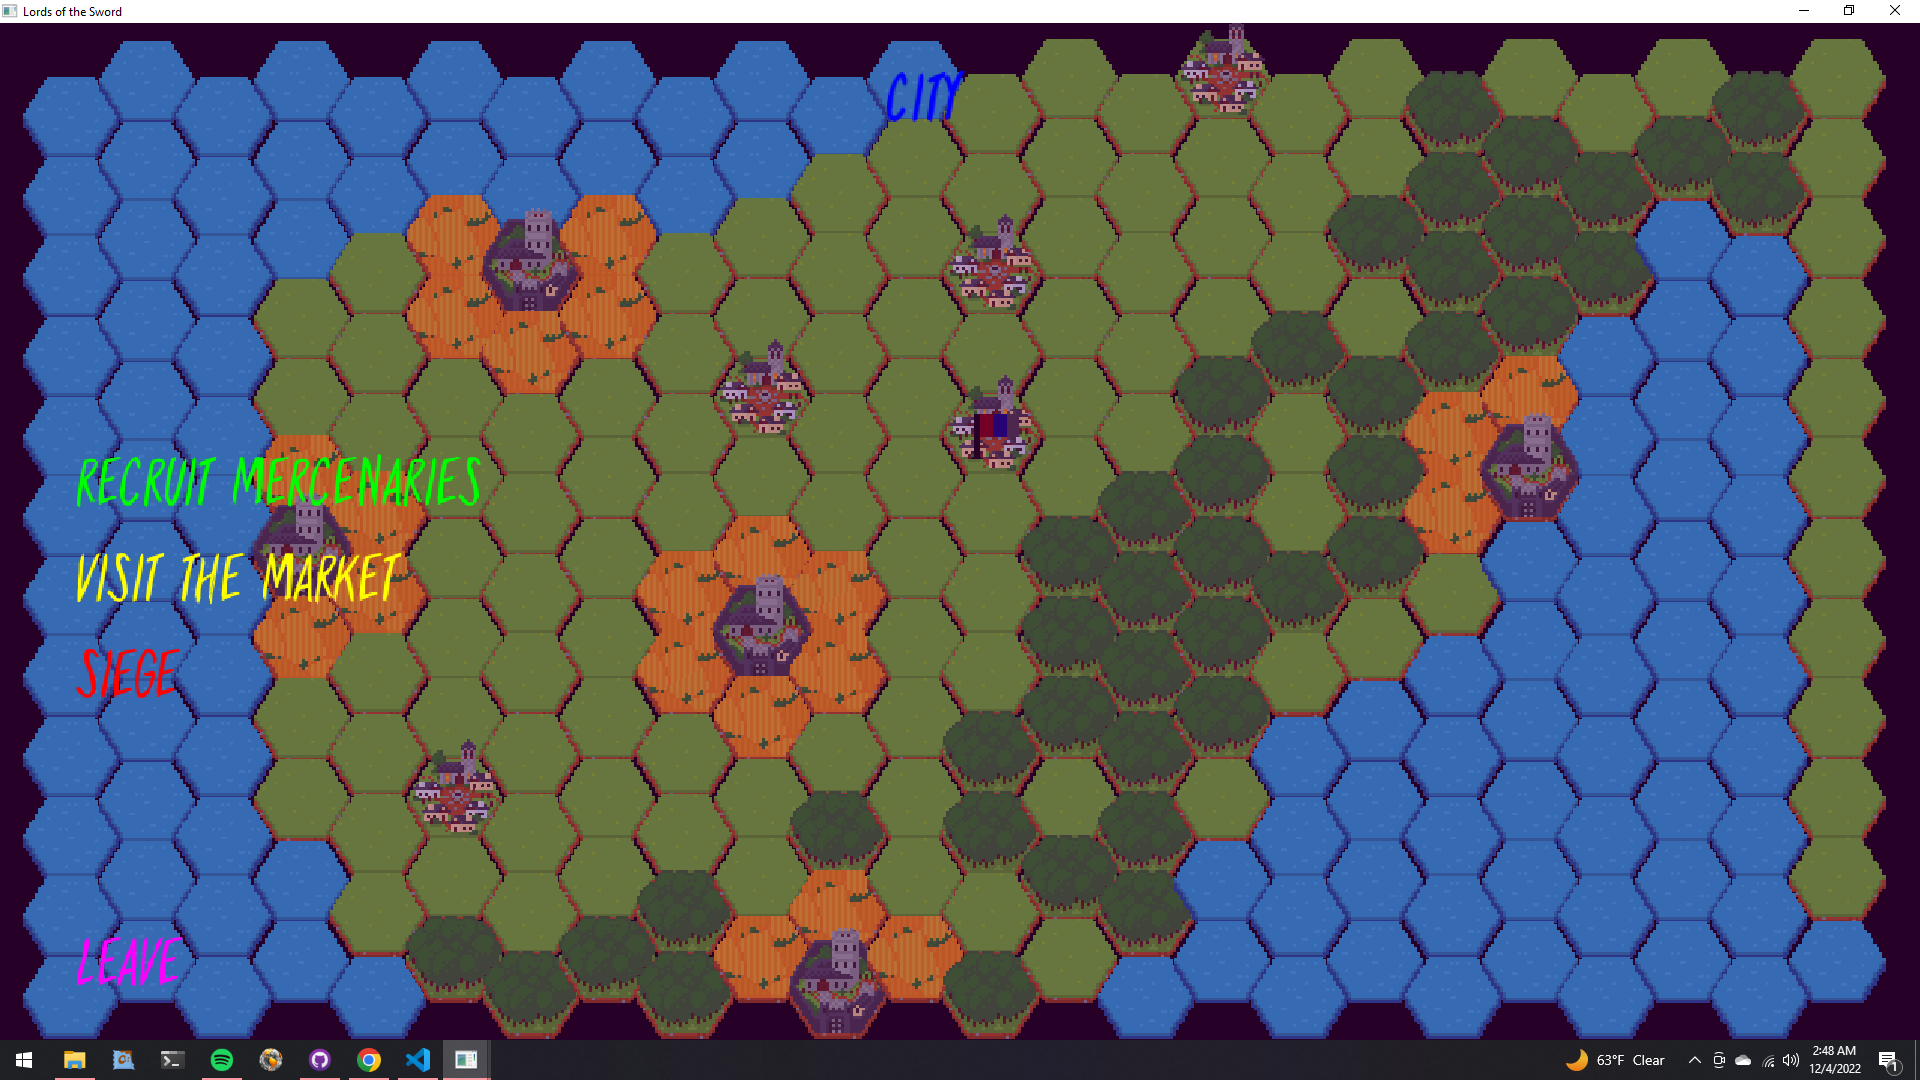 Lords of the Sword
CITY
RECRUIT MERCENARIES
VISIT THE MARKET
SIEGE
LEAVE
63°F Clear
2:48 AM
12/4/2022
1